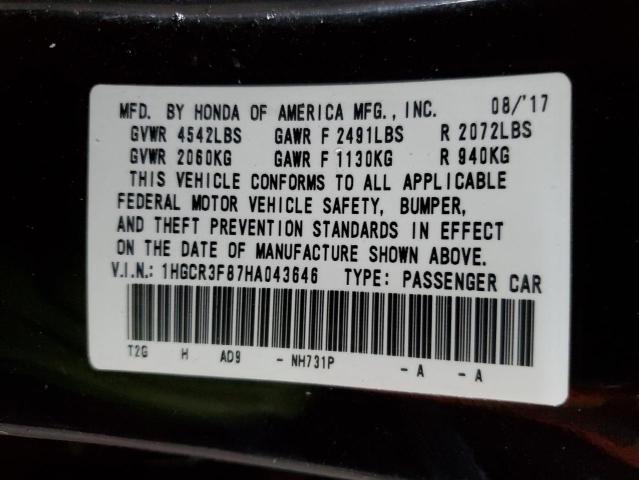 MFD. BY HONDA OF AMERICA MFG., INC. 08/'17
GVWR 4542LBS GAWR F 2491LBS R 2072LBS
GVWR 2060KG GAWR F 1130KG R 940KG
THIS VEHICLE CONFORMS TO ALL APPLICABLE
FEDERAL MOTOR VEHICLE SAFETY, BUMPER,
AND THEFT PREVENTION STANDARDS IN EFFECT
ON THE DATE OF MANUFACTURE SHOWN ABOVE.
V.I.N.: 1HGCR3F87HA043646 TYPE: PASSENGER CAR
T2G H AD9 - NH731P - A - A